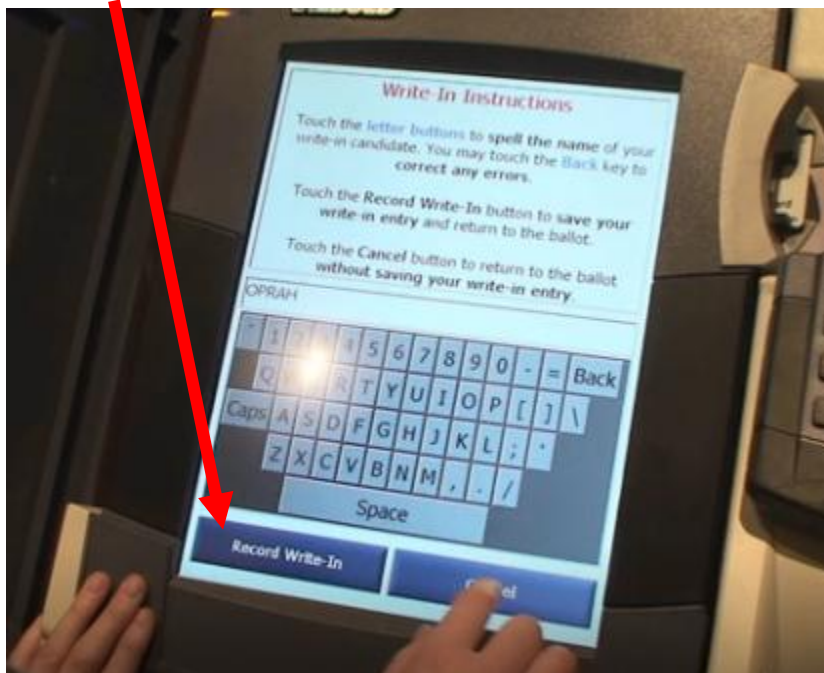 Write-In Instructions
Touch the letter buttons to spell the name of your
write-in candidate. You may touch the Back key to
correct any errors.
Touch the Record Write-In button to save your
write-in entry and return to the ballot.
Touch the Cancel button to return to the ballot
without saving your write-in entry.
OPRAH
1 5 6 7 8 9 0 - = Back
Q R T Y U I O P [ ] \
Caps A S D F G H J K L ; '
Z X C V B N M , . /
Space
Record Write-In